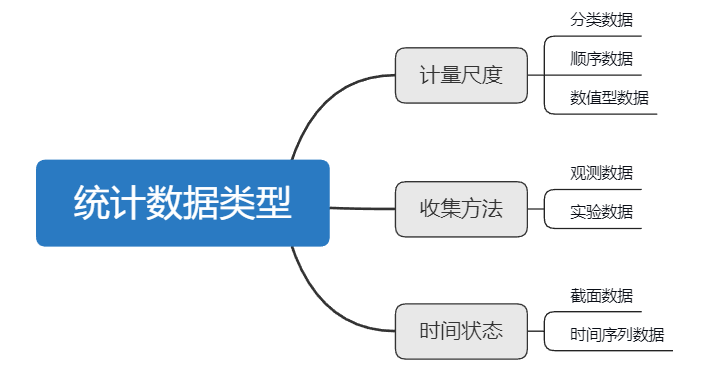 统计数据类型
计量尺度
分类数据
顺序数据
数值型数据
收集方法
观测数据
实验数据
时间状态
截面数据
时间序列数据